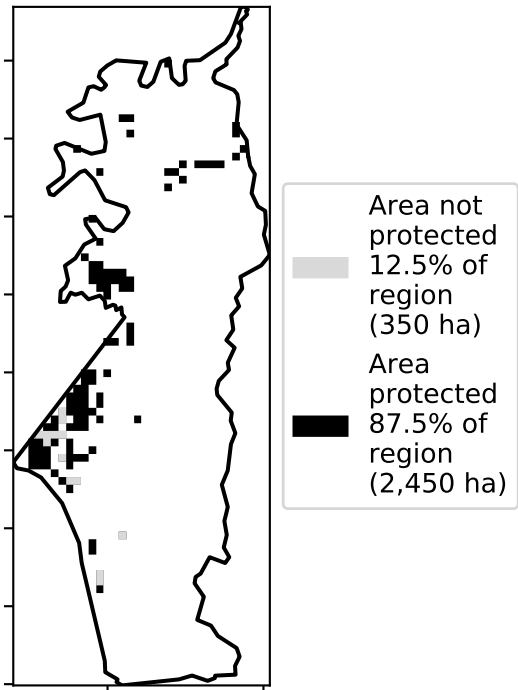 Area not
protected
12.5% of
region
(350 ha)
Area
protected
87.5% of
region
(2,450 ha)